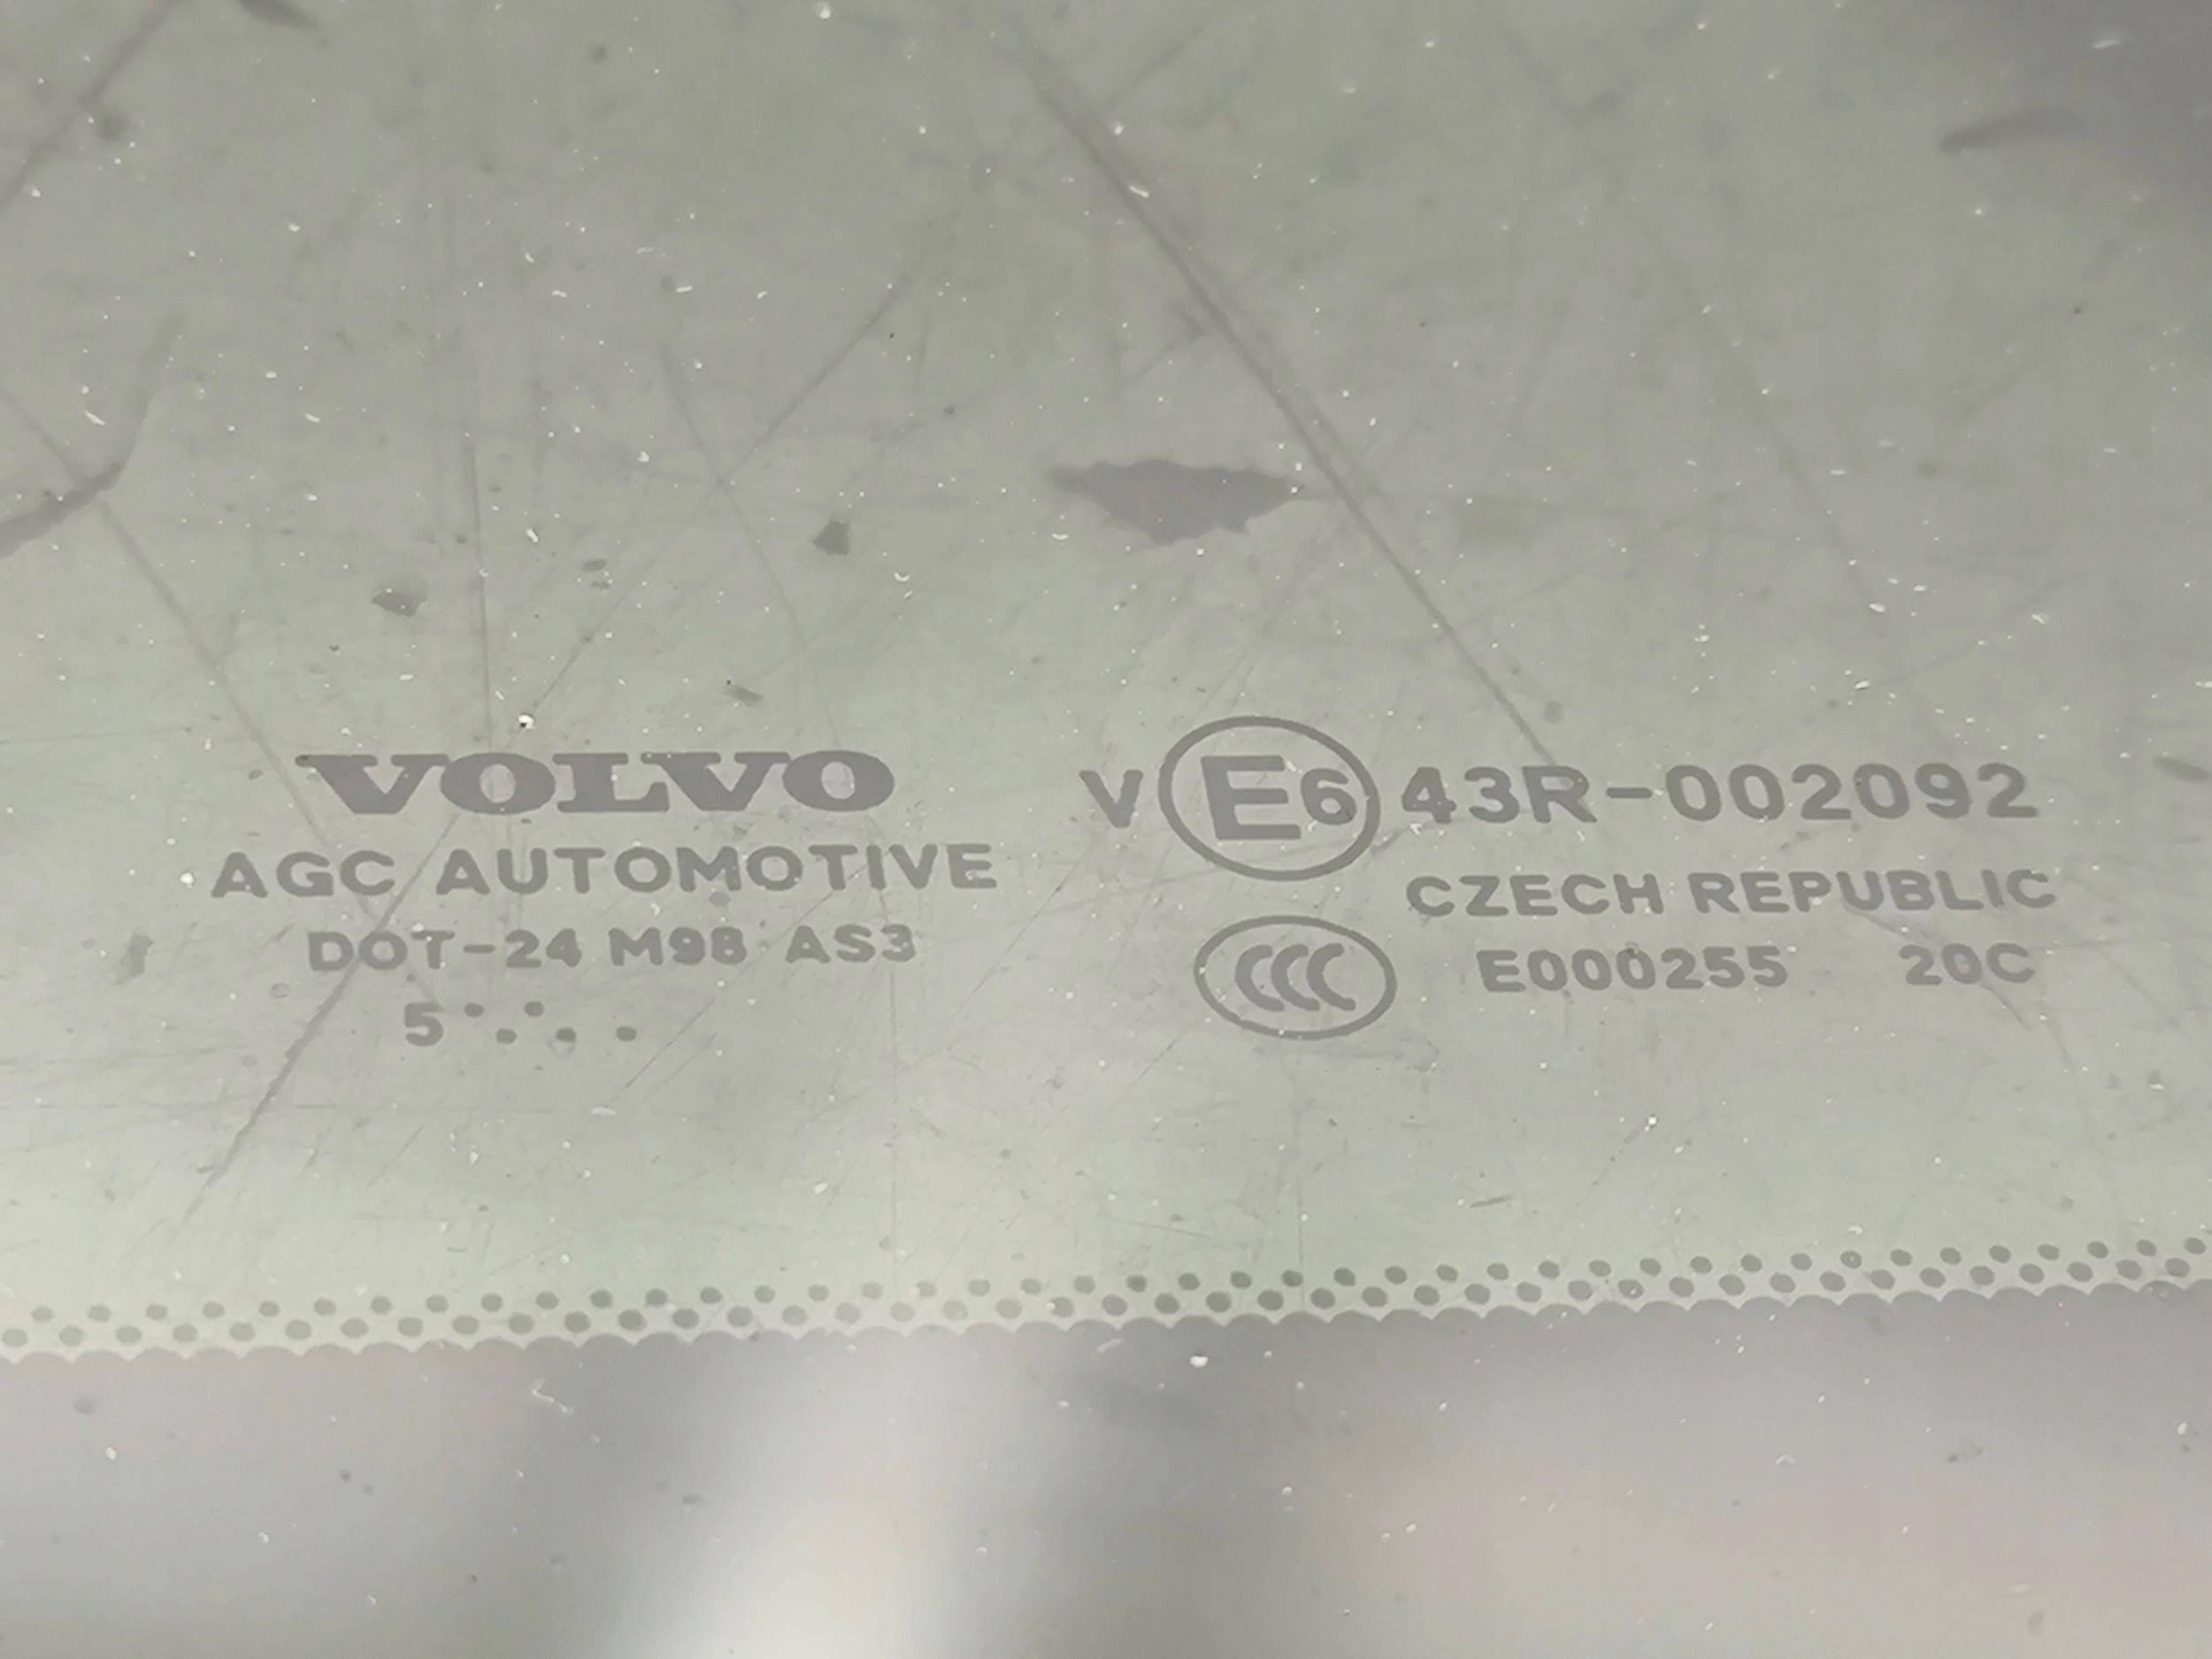 VOLVO
AGC AUTOMOTIVE
DOT-24 M98 AS3
5
V E6 43R-002092
CZECH REPUBLIC
CCC E000255 20C